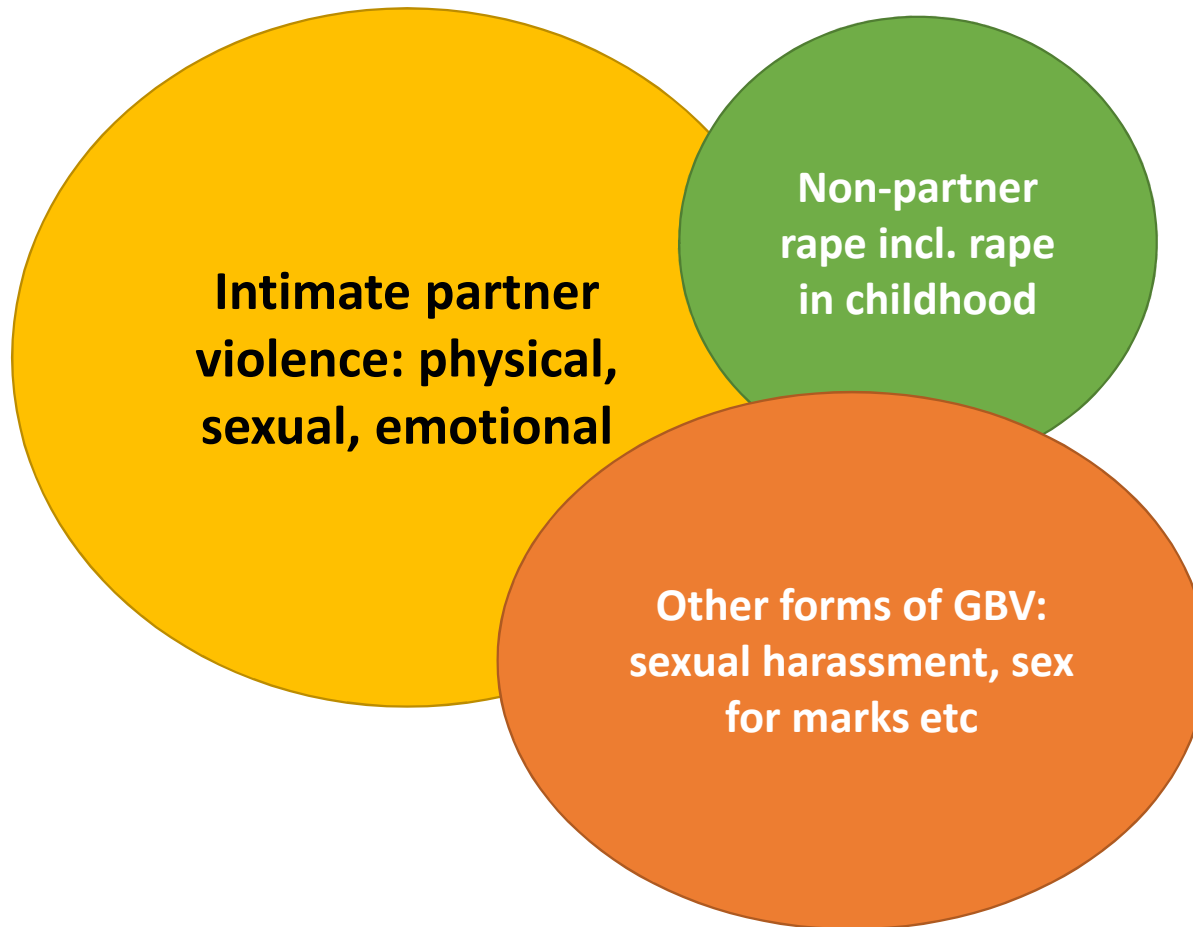 Intimate partner
violence: physical,
sexual, emotional
Non-partner
rape incl. rape
in childhood
Other forms of GBV:
sexual harassment, sex
for marks etc